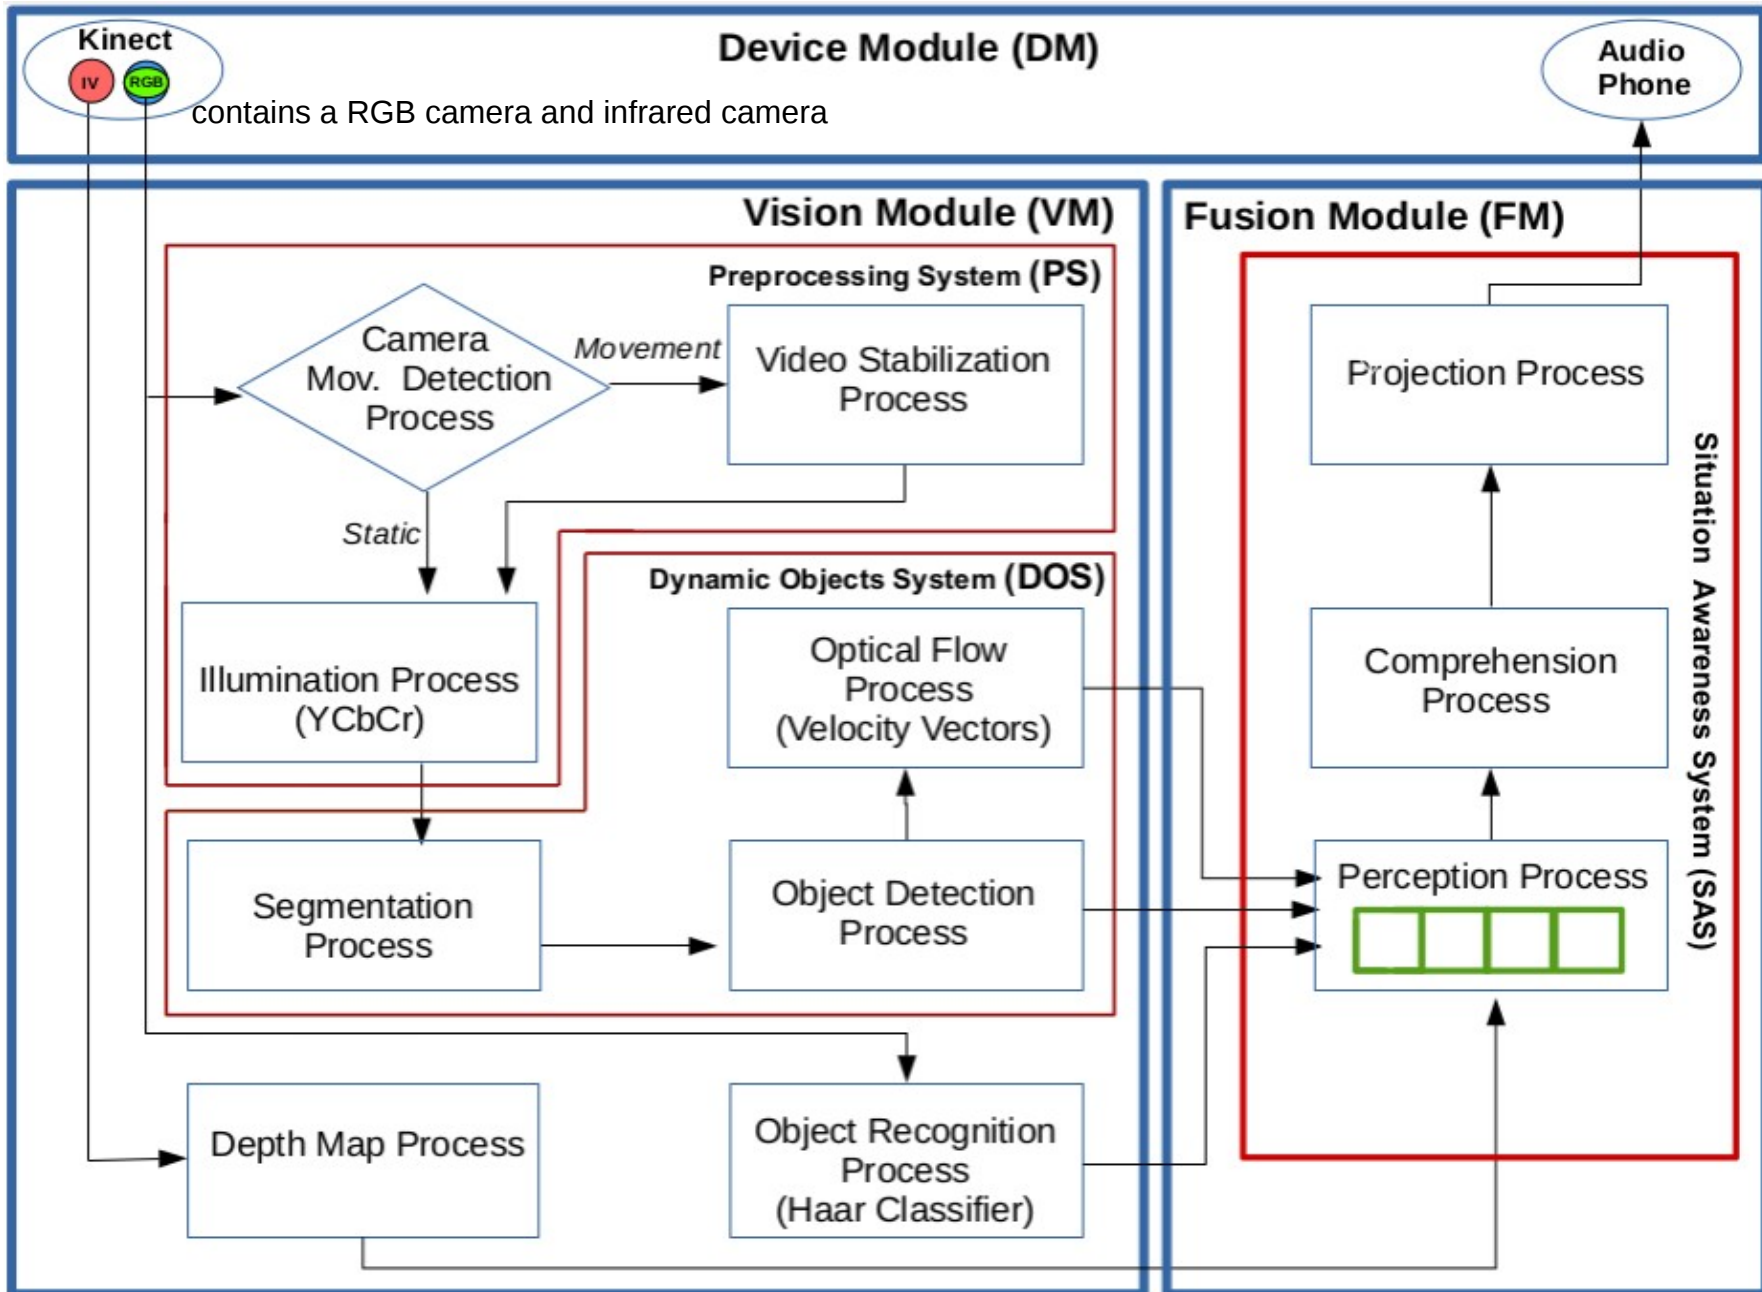 Kinect
IV
RGB
contains a RGB camera and infrared camera
Device Module (DM)
Audio
Phone
Vision Module (VM)
Preprocessing System (PS)
Camera
Mov. Detection
Process
Movement
Video Stabilization
Process
Static
Illumination Process
(YCbCr)
Dynamic Objects System (DOS)
Optical Flow
Process
(Velocity Vectors)
Segmentation
Process
Object Detection
Process
Depth Map Process
Object Recognition
Process
(Haar Classifier)
Fusion Module (FM)
Projection Process
Comprehension
Process
Perception Process
Situation Awareness System (SAS)